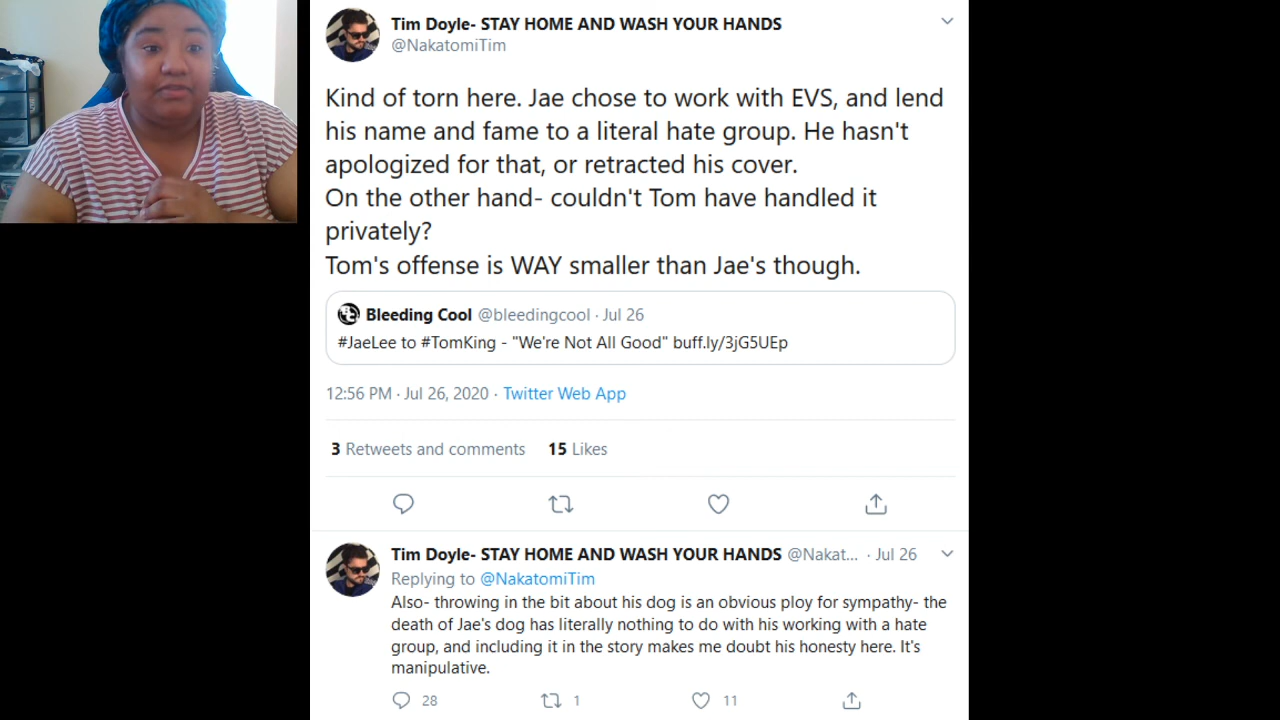 Tim Doyle- STAY HOME AND WASH YOUR HANDS
@NakatomiTim
Kind of torn here. Jae chose to work with EVS, and lend
his name and fame to a literal hate group. He hasn't
apologized for that, or retracted his cover.
On the other hand- couldn't Tom have handled it
privately?
Tom's offense is WAY smaller than Jae's though.
Bleeding Cool @bleedingcool · Jul 26
#JaeLee to #TomKing - "We're Not All Good" buff.ly/3jG5UEp
12:56 PM · Jul 26, 2020 · Twitter Web App
3 Retweets and comments 15 Likes
Tim Doyle- STAY HOME AND WASH YOUR HANDS @Nakat... · Jul 26
Replying to @NakatomiTim
Also- throwing in the bit about his dog is an obvious ploy for sympathy- the
death of Jae's dog has literally nothing to do with his working with a hate
group, and including it in the story makes me doubt his honesty here. It's
manipulative.
28 1 11